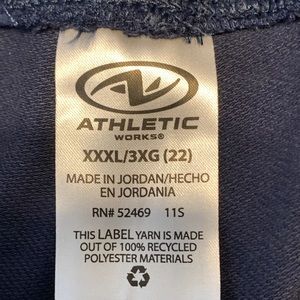 ATHLETIC
WORKS®
XXXL/3XG (22)
MADE IN JORDAN/HECHO
EN JORDANIA
RN# 52469 11S
THIS LABEL YARN IS MADE
OUT OF 100% RECYCLED
POLYESTER MATERIALS